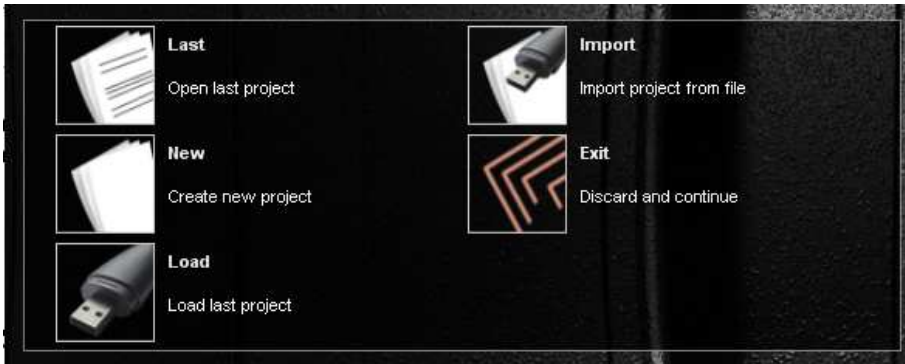 Last
Open last project
New
Create new project
Load
Load last project
Import
Import project from file
Exit
Discard and continue